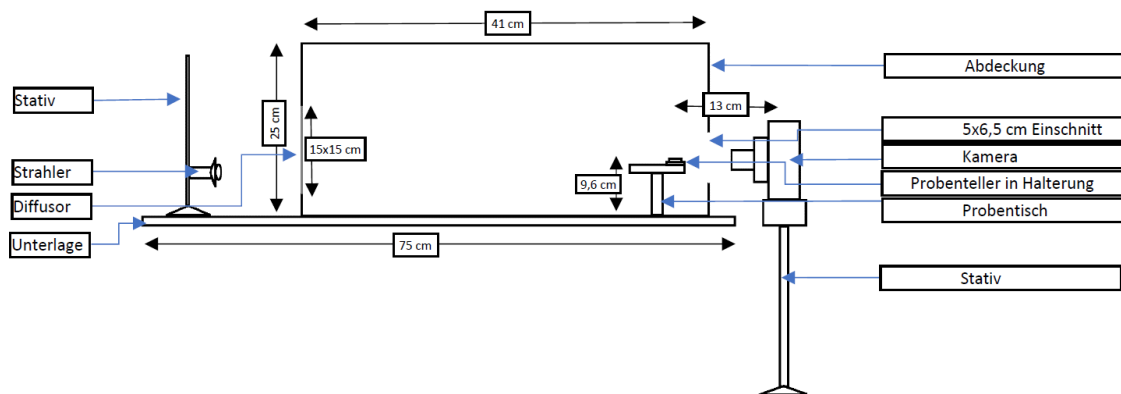 41 cm
Stativ
Abdeckung
25 cm
13 cm
15x15 cm
5x6,5 cm Einschnitt
Kamera
Strahler
9,6 cm
Probenteller in Halterung
Diffusor
Probentisch
Unterlage
75 cm
Stativ